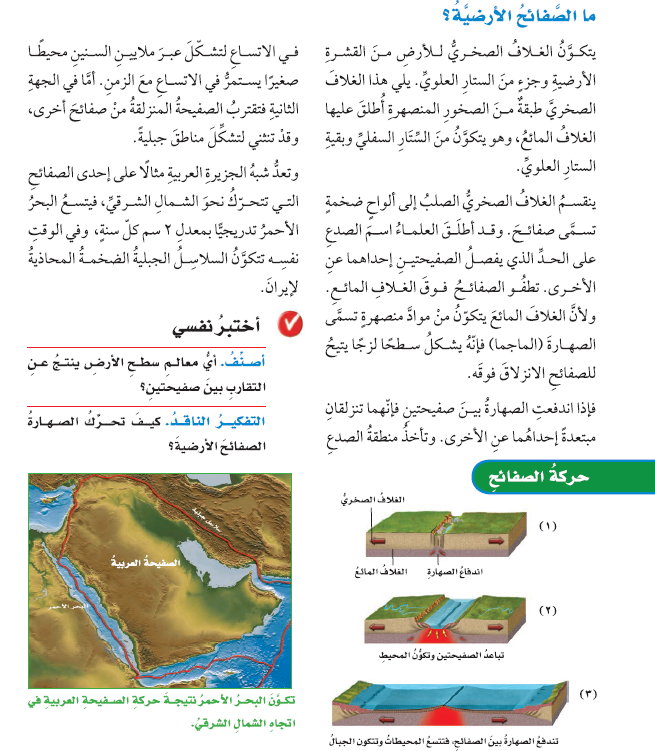 ما الصَّفائحُ الأرضيَّةُ؟
يتكوَّنُ الغلافُ الصخريُّ للأرضِ منَ القشرةِ
الأرضيةِ وجزءٍ منَ الستارِ العلويِّ. يلي هذا الغلافَ
الصخريَّ طبقةٌ منَ الصخورِ المنصهرةِ أُطلقَ عليها
الغلافُ المائعُ، وهو يتكوَّنُ منَ السِّتارِ السفليِّ وبقيةِ
الستارِ العلويِّ.
ينقسمُ الغلافُ الصخريُّ الصلبُ إلى ألواحٍ ضخمةٍ
تسمَّى صفائحَ. وقد أطلَقَ العلماءُ اسمَ الصدعِ
على الحدِّ الذي يفصلُ الصفيحتينِ إحداهما عنِ
الأخرى. تطفُو الصفائحُ فوقَ الغلافِ المائعِ.
ولأنَّ الغلافَ المائعَ يتكوّنُ منْ موادَّ منصهرةٍ تسمَّى
الصهارةَ (الماجما) فإنَّهُ يشكلُ سطحًا لزجًا يتيحُ
للصفائحِ الانزلاقَ فوقَه.
فإذا اندفعتِ الصهارةُ بينَ صفيحتينِ فإنَّهما تنزلقانِ
مبتعدةً إحداهُما عنِ الأخرى. وتأخذُ منطقةُ الصدعِ
في الاتساعِ لتشكّلَ عبرَ ملايينِ السنينِ محيطًا
صغيرًا يستمرُّ في الاتساعِ معَ الزمنِ. أمَّا في الجهةِ
الثانيةِ فتقتربُ الصفيحةُ المنزلقةُ منْ صفائحَ أخرى،
وقدْ تنثني لتشكِّلَ مناطقَ جبليةً.
وتعدُّ شبهُ الجزيرةِ العربيةِ مثالًا على إحدى الصفائحِ
التي تتحرّكُ نحوَ الشمالِ الشرقيِّ، فيتسعُ البحرُ
الأحمرُ تدريجيًّا بمعدلِ ٢ سم كلّ سنةٍ، وفي الوقتِ
نفسِه تتكوَّنُ السلاسِلُ الجبليةُ الضخمةُ المحاذيةُ
لإيرانَ.
أختبرُ نفسي
أصنِّفُ. أيُّ معالمِ سطحِ الأرضِ ينتجُ عنِ
التقاربِ بينَ صفيحتينِ؟
التفكيرُ الناقدُ. كيفَ تحرِّكُ الصهارةُ
الصفائحَ الأرضيةَ؟
حركةُ الصفائحِ
(١)
الغلافُ الصخريُّ
الغلافُ المائعُ
اندفاعُ الصهارةِ
(٢)
تباعدُ الصفيحتينِ وتكوُّنُ المحيطِ
(٣)
تندفعُ الصهارةُ بينَ الصفائحِ، فتتسعُ المحيطاتُ وتتكونُ الجبالُ
سلاسل جبلية
الصفيحةُ العربيةُ
البحر الأحمر
تكوَّنَ البحرُ الأحمرُ نتيجةَ حركةِ الصفيحةِ العربيةِ في
اتجاهِ الشمالِ الشرقيِّ.